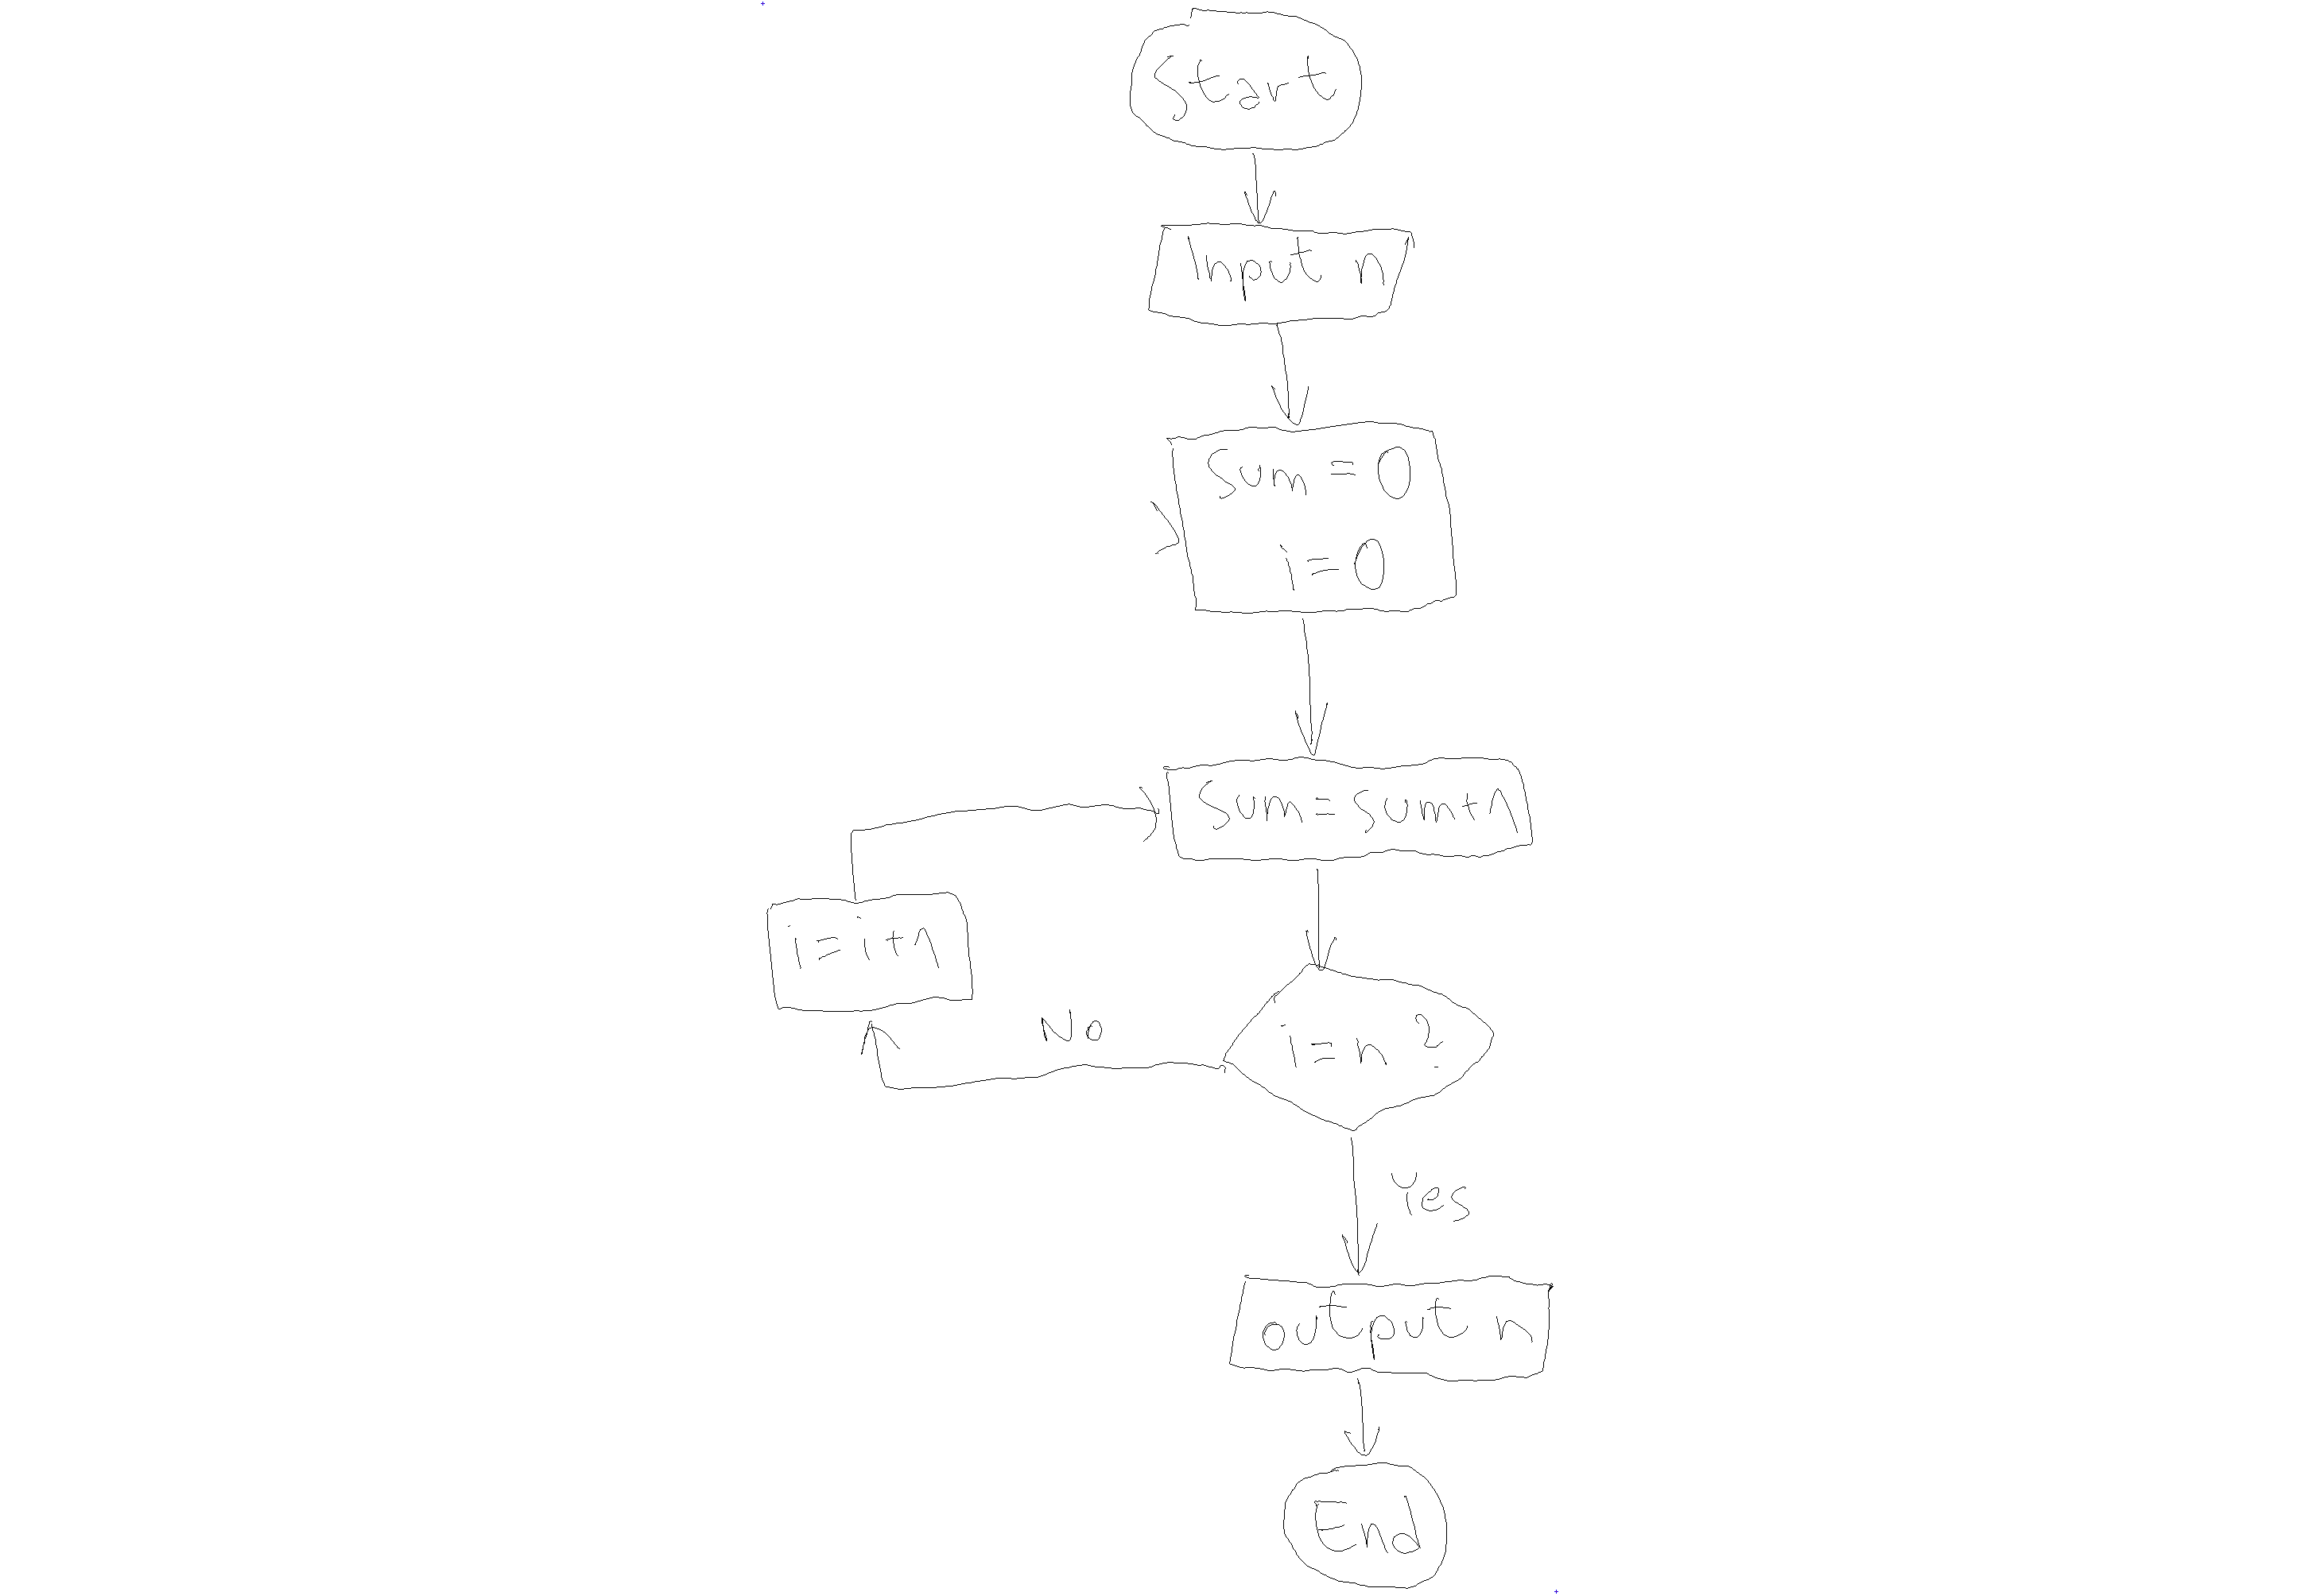 Start
Input n
Sum = 0
i = 0
Sum = sum+1
i = i+1
No
i = n ?
Yes
output n
End